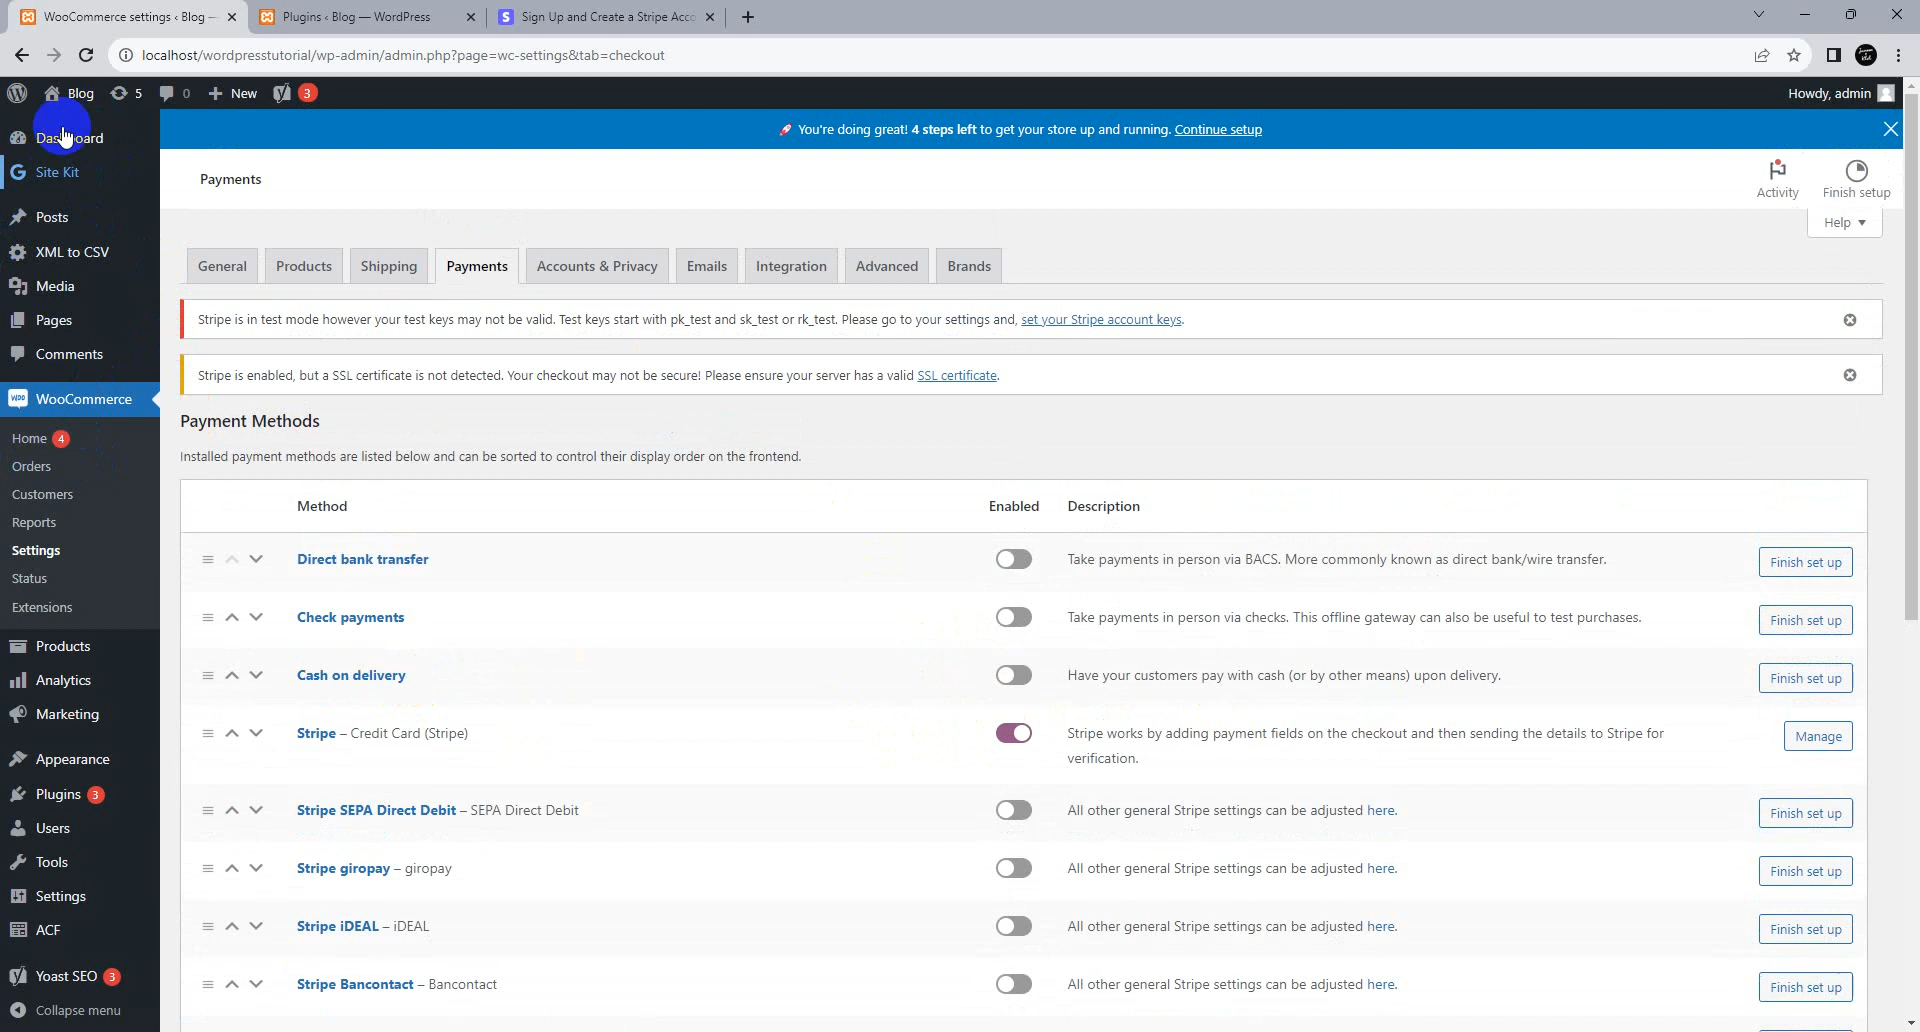 WooCommerce settings ‹ Blog —
Plugins ‹ Blog — WordPress
Sign Up and Create a Stripe Acco
localhost/wordpresstutorial/wp-admin/admin.php?page=wc-settings&tab=checkout
Blog 5 0 New 3
Howdy, admin
You're doing great! 4 steps left to get your store up and running. Continue setup
Dashboard
Site Kit
Posts
XML to CSV
Media
Pages
Comments
WooCommerce
Home 4
Orders
Customers
Reports
Settings
Status
Extensions
Products
Analytics
Marketing
Appearance
Plugins 3
Users
Tools
Settings
ACF
Yoast SEO 3
Collapse menu
Payments
Activity
Finish setup
Help
General
Products
Shipping
Payments
Accounts & Privacy
Emails
Integration
Advanced
Brands
Stripe is in test mode however your test keys may not be valid. Test keys start with pk_test and sk_test or rk_test. Please go to your settings and, set your Stripe account keys.
Stripe is enabled, but a SSL certificate is not detected. Your checkout may not be secure! Please ensure your server has a valid SSL certificate.
Payment Methods
Installed payment methods are listed below and can be sorted to control their display order on the frontend.
Method Enabled Description
Direct bank transfer Take payments in person via BACS. More commonly known as direct bank/wire transfer. Finish set up
Check payments Take payments in person via checks. This offline gateway can also be useful to test purchases. Finish set up
Cash on delivery Have your customers pay with cash (or by other means) upon delivery. Finish set up
Stripe – Credit Card (Stripe) Stripe works by adding payment fields on the checkout and then sending the details to Stripe for Manage
verification.
Stripe SEPA Direct Debit – SEPA Direct Debit All other general Stripe settings can be adjusted here. Finish set up
Stripe giropay – giropay All other general Stripe settings can be adjusted here. Finish set up
Stripe iDEAL – iDEAL All other general Stripe settings can be adjusted here. Finish set up
Stripe Bancontact – Bancontact All other general Stripe settings can be adjusted here. Finish set up